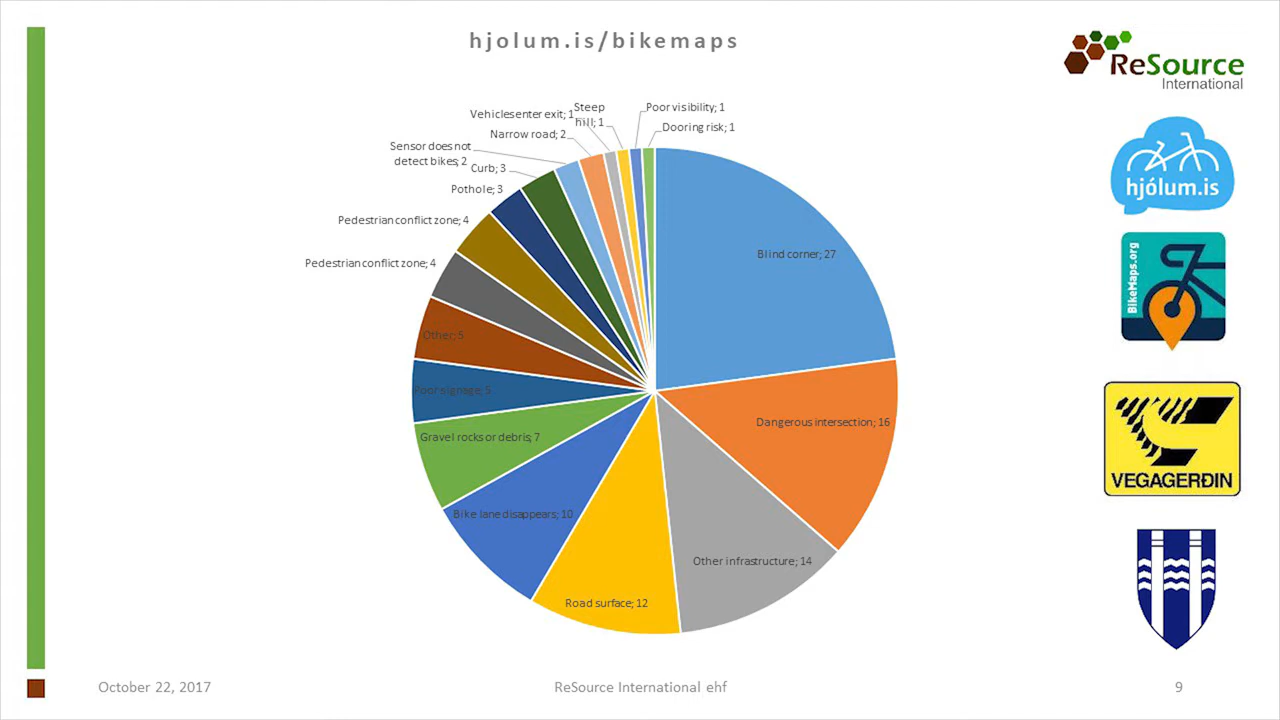 hjolum.is/bikemaps
ReSource
International
hjólum.is
BikeMaps.org
VEGAGERÐIN
Vehicles enter exit; 1
Steep
hill; 1
Poor visibility; 1
Dooring risk; 1
Narrow road; 2
Sensor does not
detect bikes; 2
Curb; 3
Pothole; 3
Pedestrian conflict zone; 4
Pedestrian conflict zone; 4
Other; 5
Poor signage; 5
Gravel rocks or debris; 7
Bike lane disappears; 10
Road surface; 12
Other infrastructure; 14
Dangerous intersection; 16
Blind corner; 27
October 22, 2017
ReSource International ehf
9